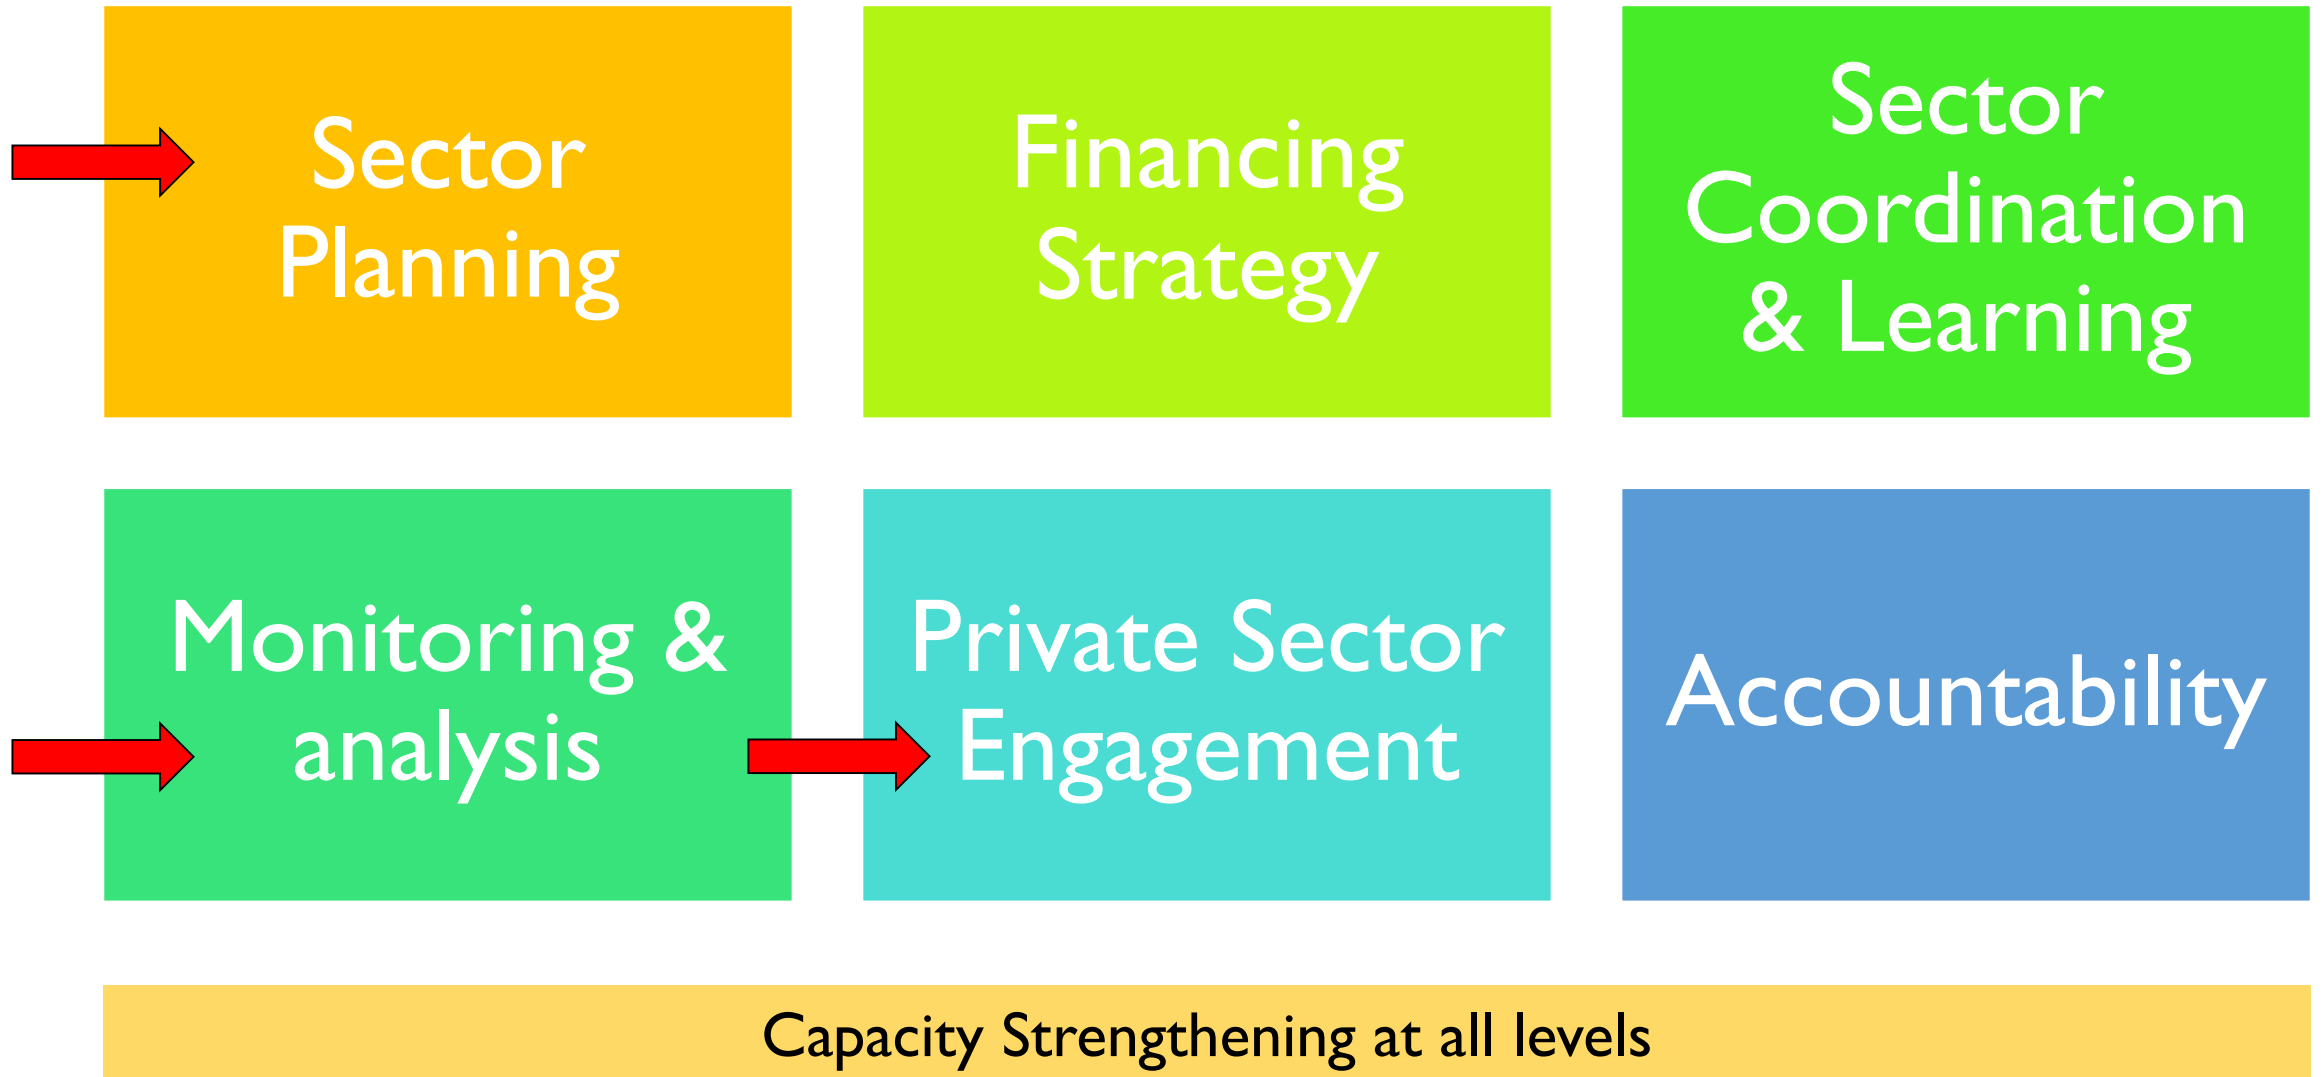 Sector
Planning
Financing
Strategy
Sector
Coordination
& Learning
Monitoring &
analysis
Private Sector
Engagement
Accountability
Capacity Strengthening at all levels